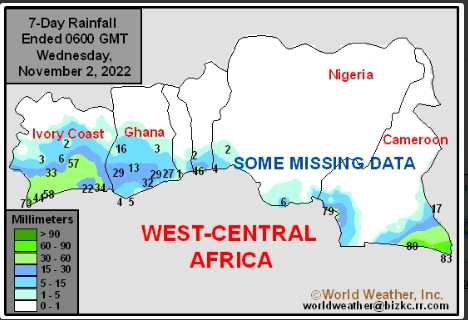 7-Day Rainfall
Ended 0600 GMT
Wednesday,
November 2, 2022
Nigeria
Ivory Coast
Ghana
Cameroon
2
16
3
2
2
3
6
57
SOME MISSING DATA
33
29
13
29
27
1
46
4
32
22
34
73
44
58
4
5
6
79
17
80
83
Millimeters
> 90
60 - 90
30 - 60
15 - 30
5 - 15
1 - 5
0 - 1
WEST-CENTRAL
AFRICA
©World Weather, Inc.
worldweather@bizkc.rr.com